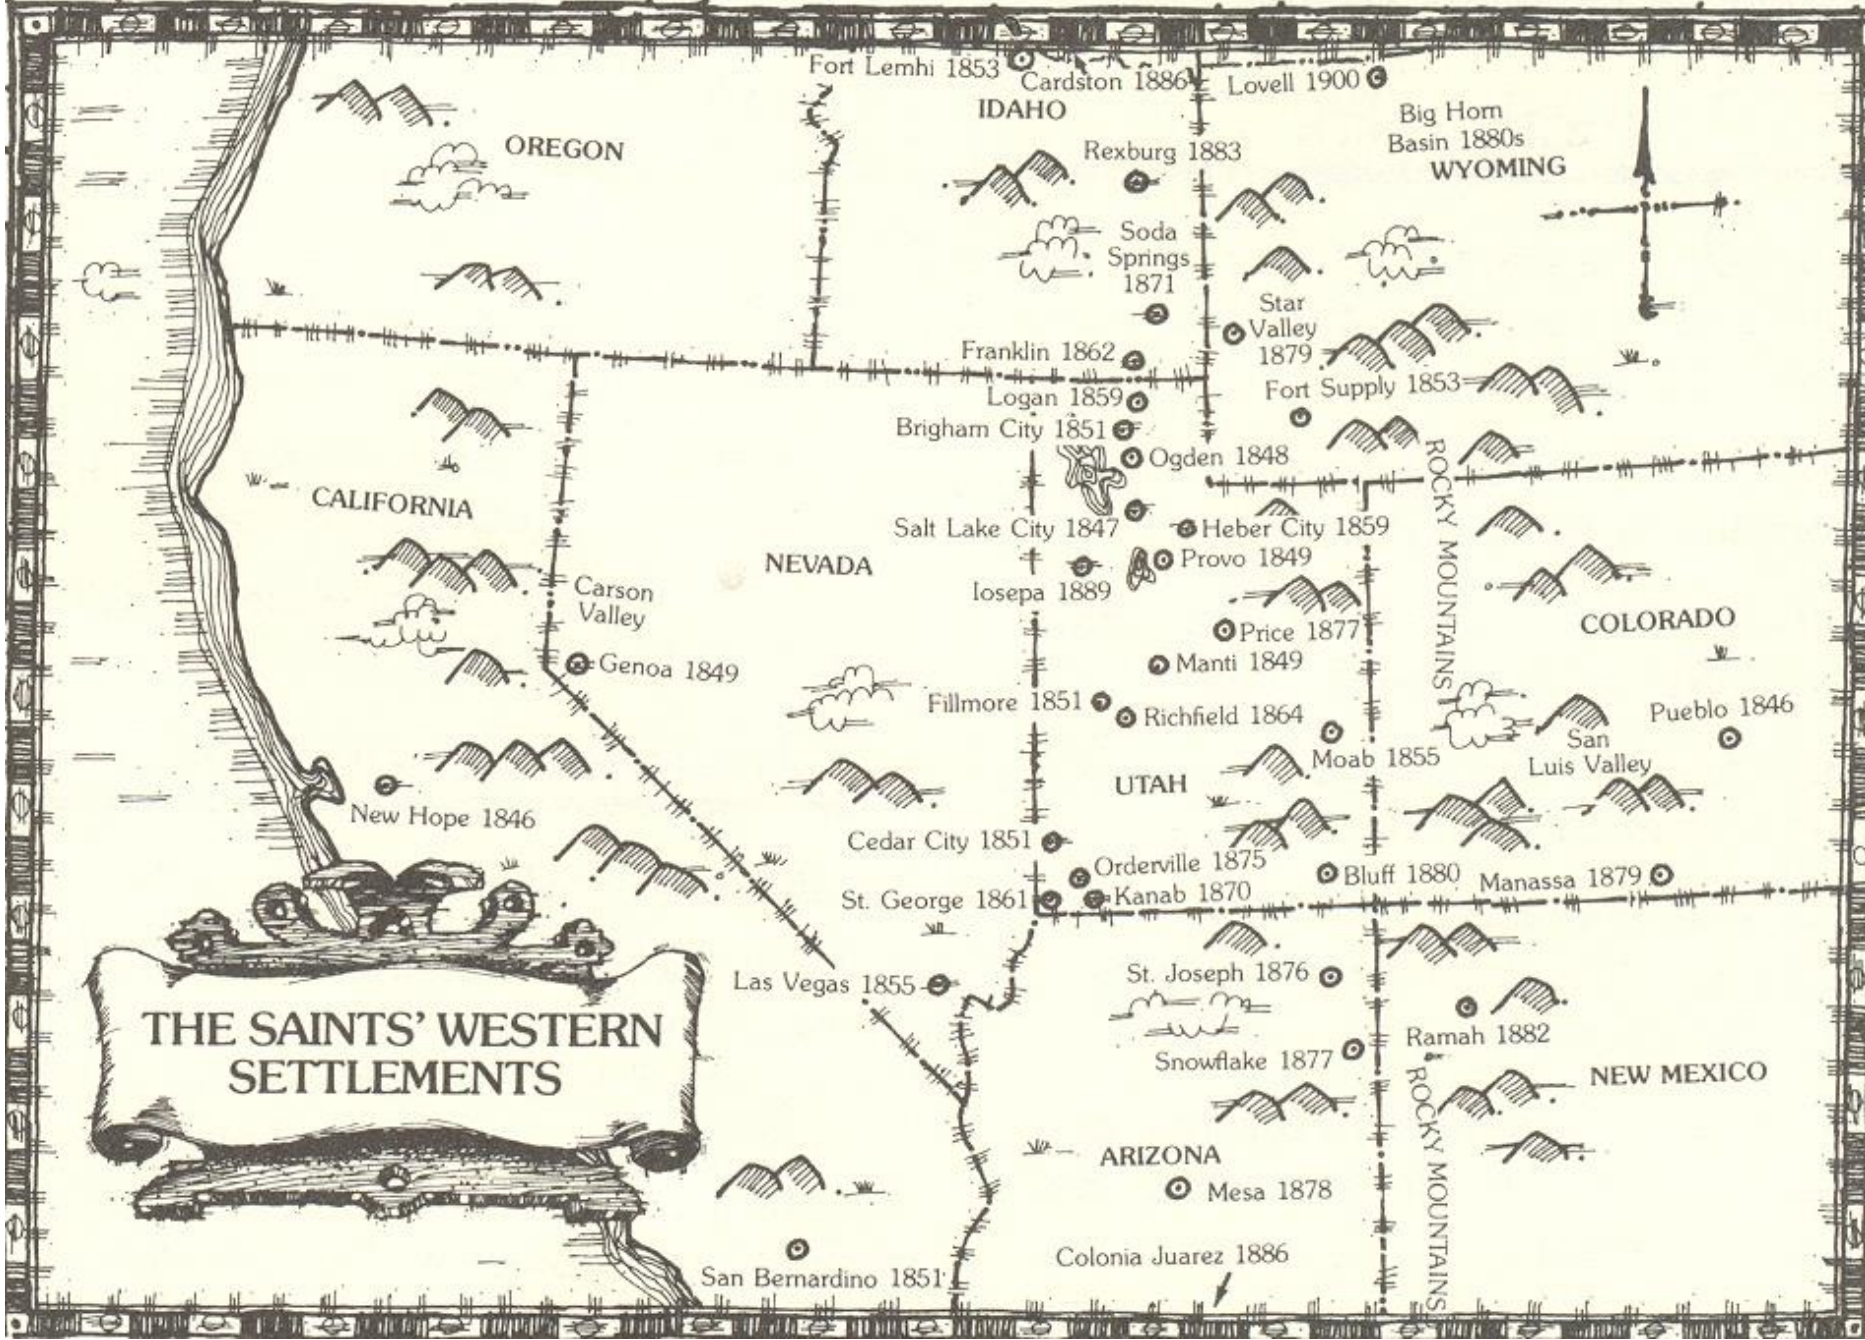 Fort Lemhi 1853
Cardston 1886
Lovell 1900
IDAHO
Big Horn
Basin 1880s
WYOMING
OREGON
Rexburg 1883
Soda
Springs
1871
Star
Valley
1879
Franklin 1862
Fort Supply 1853
Logan 1859
Brigham City 1851
Ogden 1848
ROCKY MOUNTAINS
CALIFORNIA
Salt Lake City 1847
Heber City 1859
NEVADA
Provo 1849
Iosepa 1889
Carson
Valley
COLORADO
Price 1877
Genoa 1849
Manti 1849
Fillmore 1851
Richfield 1864
Pueblo 1846
Moab 1855
San
Luis Valley
UTAH
New Hope 1846
Cedar City 1851
Orderville 1875
Bluff 1880
Manassa 1879
St. George 1861
Kanab 1870
St. Joseph 1876
Las Vegas 1855
Ramah 1882
THE SAINTS' WESTERN
SETTLEMENTS
Snowflake 1877
NEW MEXICO
ROCKY MOUNTAINS
ARIZONA
Mesa 1878
Colonia Juarez 1886
San Bernardino 1851